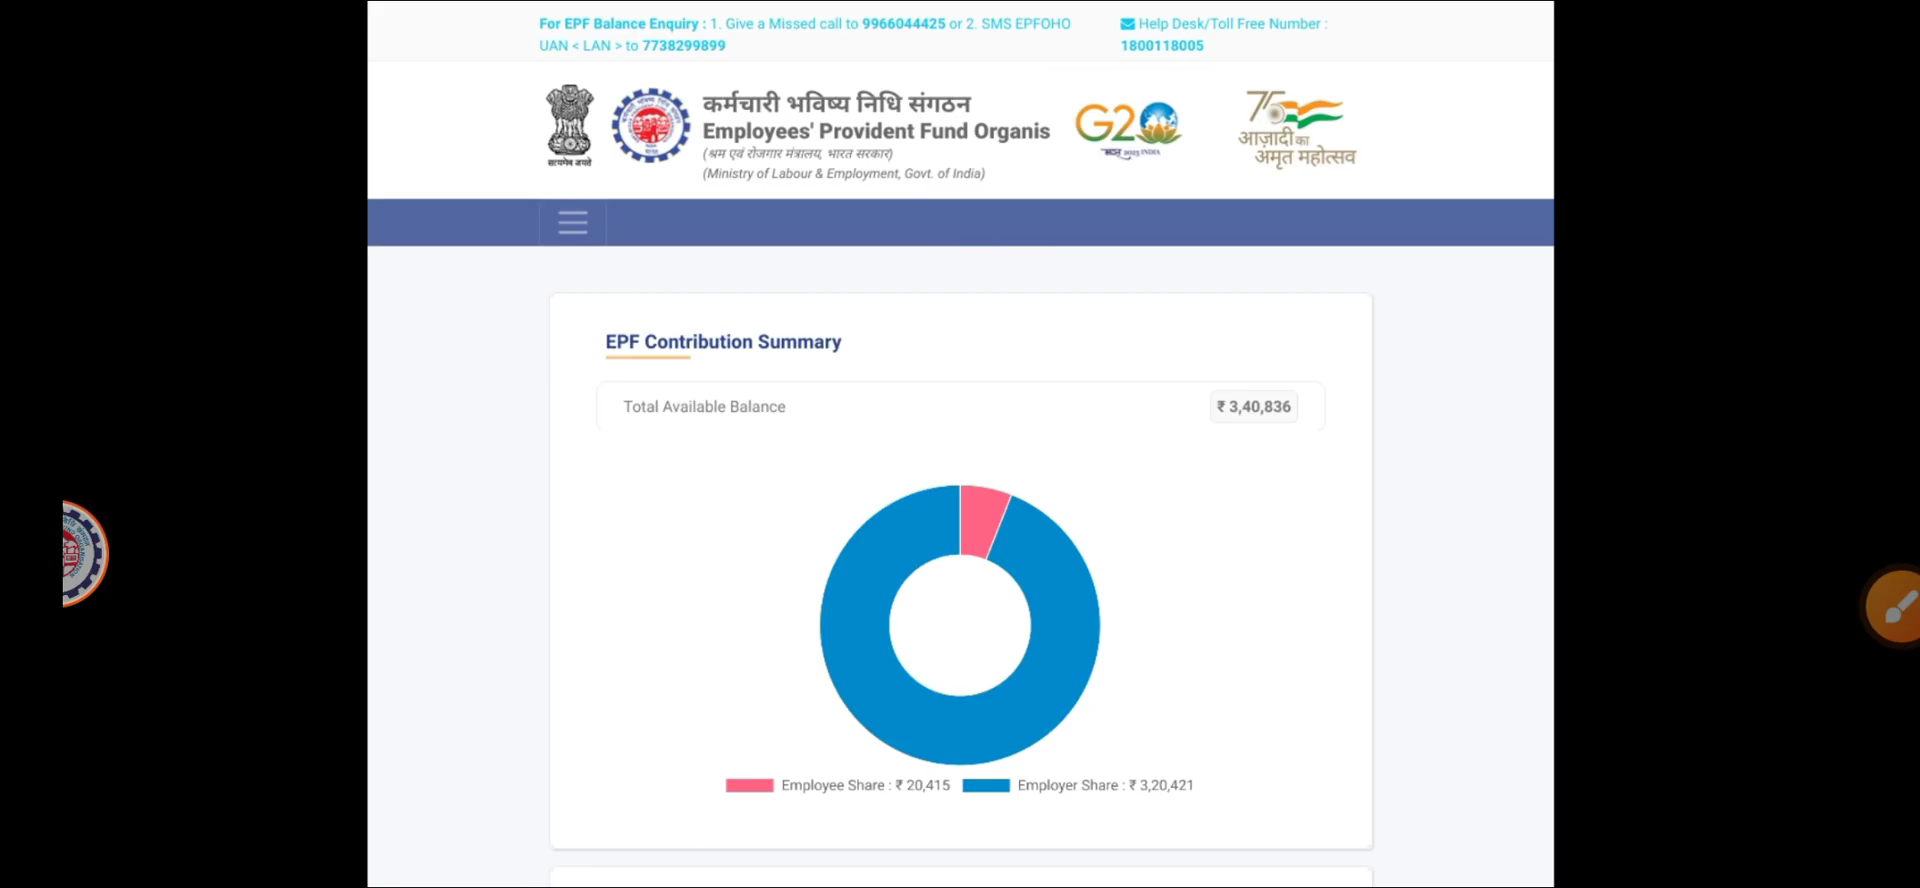 For EPF Balance Enquiry : 1. Give a Missed call to 9966044425 or 2. SMS EPFOHO
UAN < LAN > to 7738299899
Help Desk/Toll Free Number :
1800118005
सत्यमेव जयते
कर्मचारी भविष्य निधि संगठन
Employees' Provident Fund Organis
(श्रम एवं रोजगार मंत्रालय, भारत सरकार)
(Ministry of Labour & Employment, Govt. of India)
G20
2023 INDIA
75
आज़ादी का
अमृत महोत्सव
EPF Contribution Summary
Total Available Balance
₹ 3,40,836
Employee Share : ₹ 20,415
Employer Share : ₹ 3,20,421